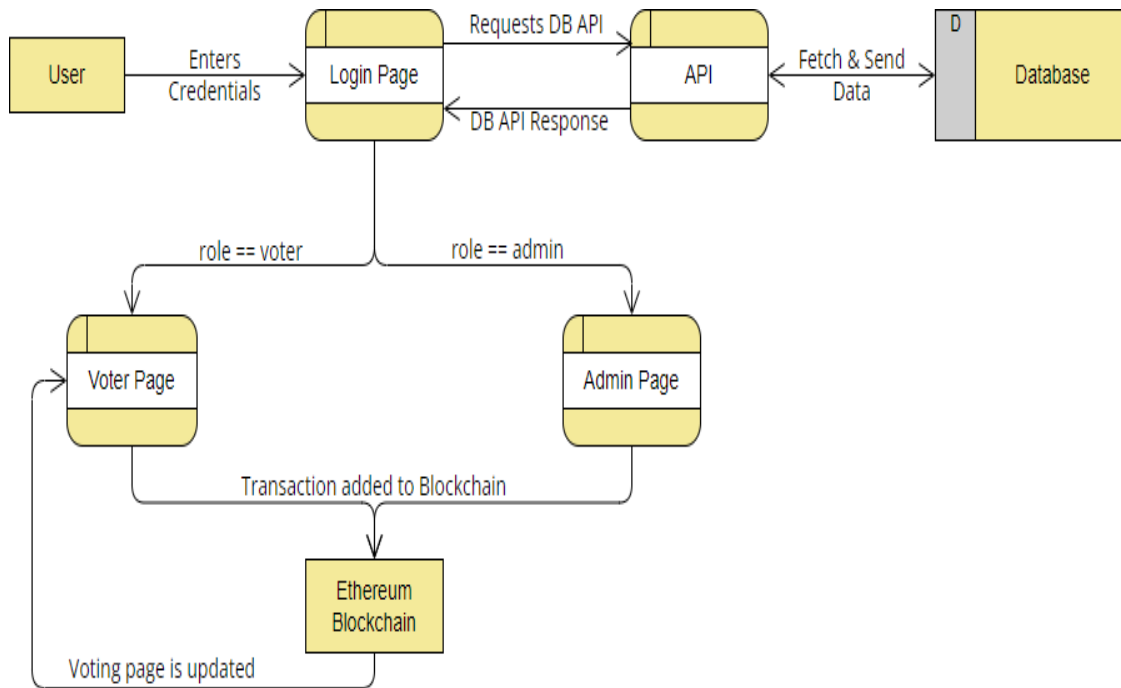 Requests DB API
D
User
Enters
Credentials
Login Page
API
Fetch & Send
Data
Database
DB API Response
role == voter
role == admin
Voter Page
Admin Page
Transaction added to Blockchain
Ethereum
Blockchain
Voting page is updated